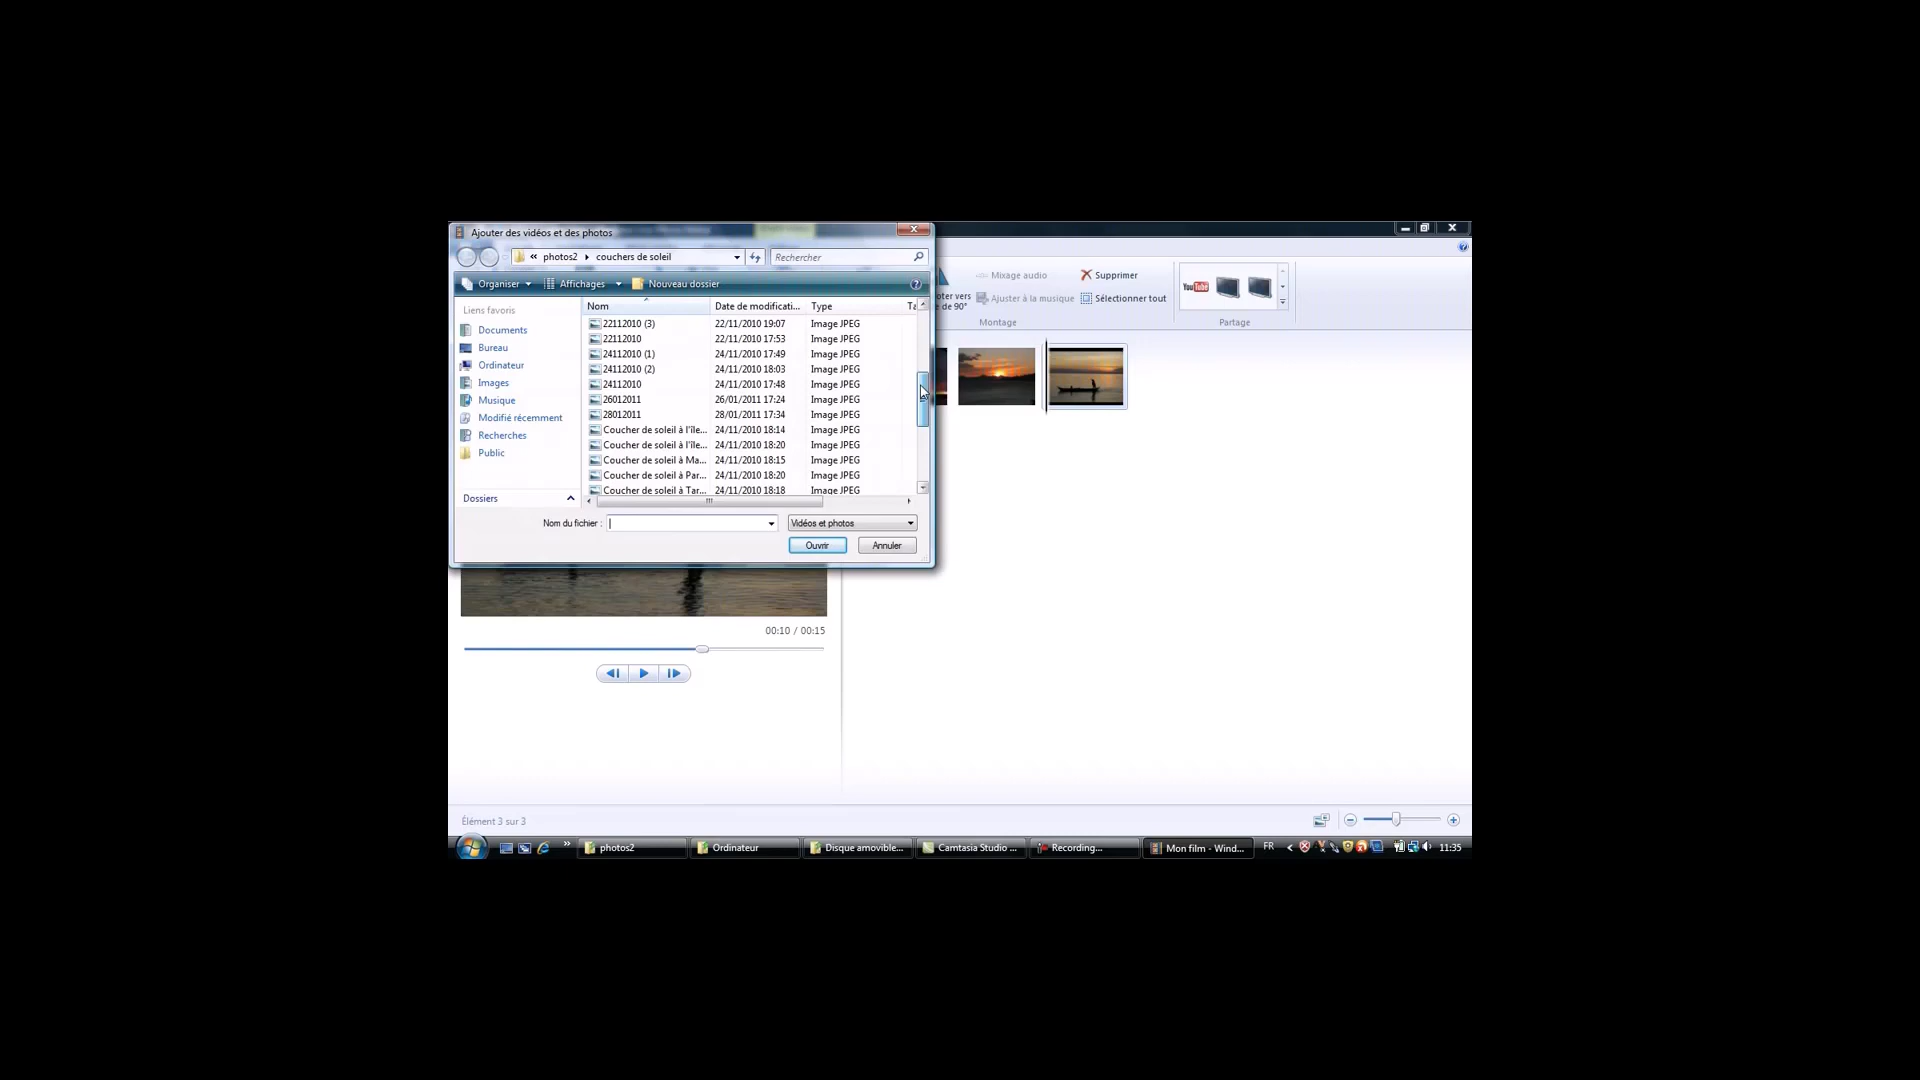 Ajouter des vidéos et des photos
« photos2 couchers de soleil
Rechercher
Organiser Affichages Nouveau dossier
Liens favoris
Documents
Bureau
Ordinateur
Images
Musique
Modifié récemment
Recherches
Public
Dossiers
Nom Date de modificati... Type
22112010 (3) 22/11/2010 19:07 Image JPEG
22112010 22/11/2010 17:53 Image JPEG
24112010 (1) 24/11/2010 17:49 Image JPEG
24112010 (2) 24/11/2010 18:03 Image JPEG
24112010 24/11/2010 17:48 Image JPEG
26012011 26/01/2011 17:24 Image JPEG
28012011 28/01/2011 17:34 Image JPEG
Coucher de soleil à l'île... 24/11/2010 18:14 Image JPEG
Coucher de soleil à l'île... 24/11/2010 18:20 Image JPEG
Coucher de soleil à Ma... 24/11/2010 18:15 Image JPEG
Coucher de soleil à Par... 24/11/2010 18:20 Image JPEG
Coucher de soleil à Tar... 24/11/2010 18:18 Image JPEG
Nom du fichier : Vidéos et photos
Ouvrir Annuler
oter vers
e de 90°
Mixage audio
Ajuster à la musique
Supprimer
Sélectionner tout
Montage
YouTube
Partage
00:10 / 00:15
Élément 3 sur 3
photos2 Ordinateur Disque amovible... Camtasia Studio ... Recording... Mon film - Wind... FR 11:35